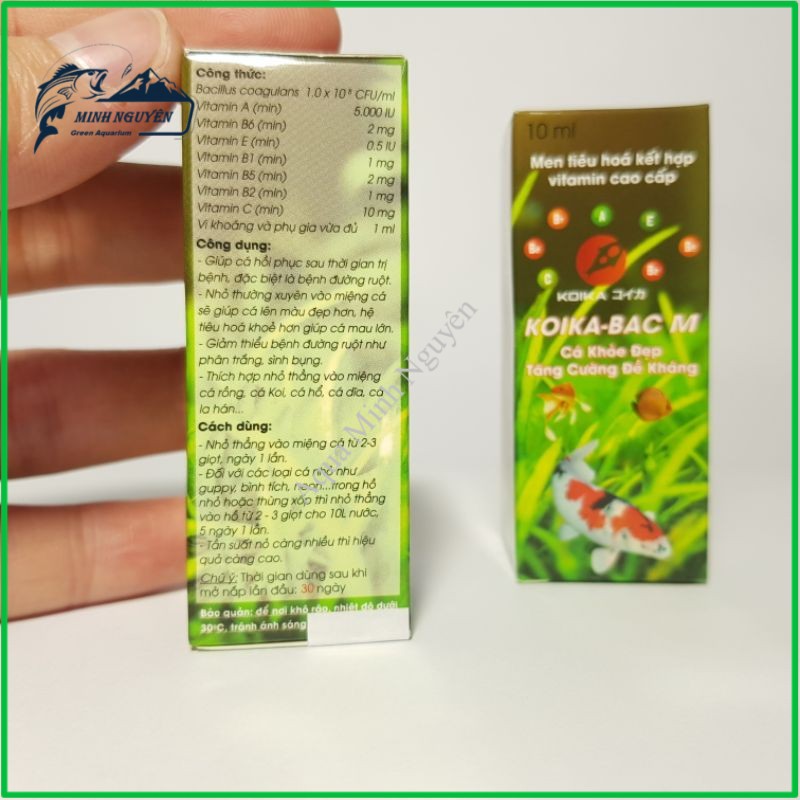 MINH NGUYÊN
Green Aquarium
Công thức:
Bacillus coagulans 1.0 x 10⁸ CFU/ml
Vitamin A (min) 5.000 IU
Vitamin B6 (min) 2 mg
Vitamin E (min) 0.5 IU
Vitamin B1 (min) 1 mg
Vitamin B5 (min) 2 mg
Vitamin B2 (min) 1 mg
Vitamin C (min) 10 mg
Vi khoáng và phụ gia vừa đủ 1 ml
Công dụng:
- Giúp cá hồi phục sau thời gian trị
bệnh, đặc biệt là bệnh đường ruột.
- Nhỏ thường xuyên vào miệng cá
sẽ giúp cá lên màu đẹp hơn, hệ
tiêu hoá khoẻ hơn giúp cá mau lớn.
- Giảm thiểu bệnh đường ruột như
phân trắng, sình bụng.
- Thích hợp nhỏ thẳng vào miệng
cá rồng, cá Koi, cá hổ, cá dĩa, cá
la hán...
Cách dùng:
- Nhỏ thẳng vào miệng cá từ 2-3
giọt, ngày 1 lần.
- Đối với các loại cá nhỏ như
guppy, bình tích, neon...trong hồ
nhỏ hoặc thùng xốp thì nhỏ thẳng
vào hồ từ 2 - 3 giọt cho 10L nước,
5 ngày 1 lần.
- Tần suất nỏ càng nhiều thì hiệu
quả càng cao.
Chú ý: Thời gian dùng sau khi
mở nắp lần đầu: 30 ngày
Bảo quản: để nơi khô ráo, nhiệt độ dưới
30°C, tránh ánh sáng
Aqua Minh Nguyên
10 ml
Men tiêu hoá kết hợp
vitamin cao cấp
B+ A E
B+ B+
C B+
KOIKA コイカ
KOIKA-BAC M
Cá Khỏe Đẹp
Tăng Cường Đề Kháng